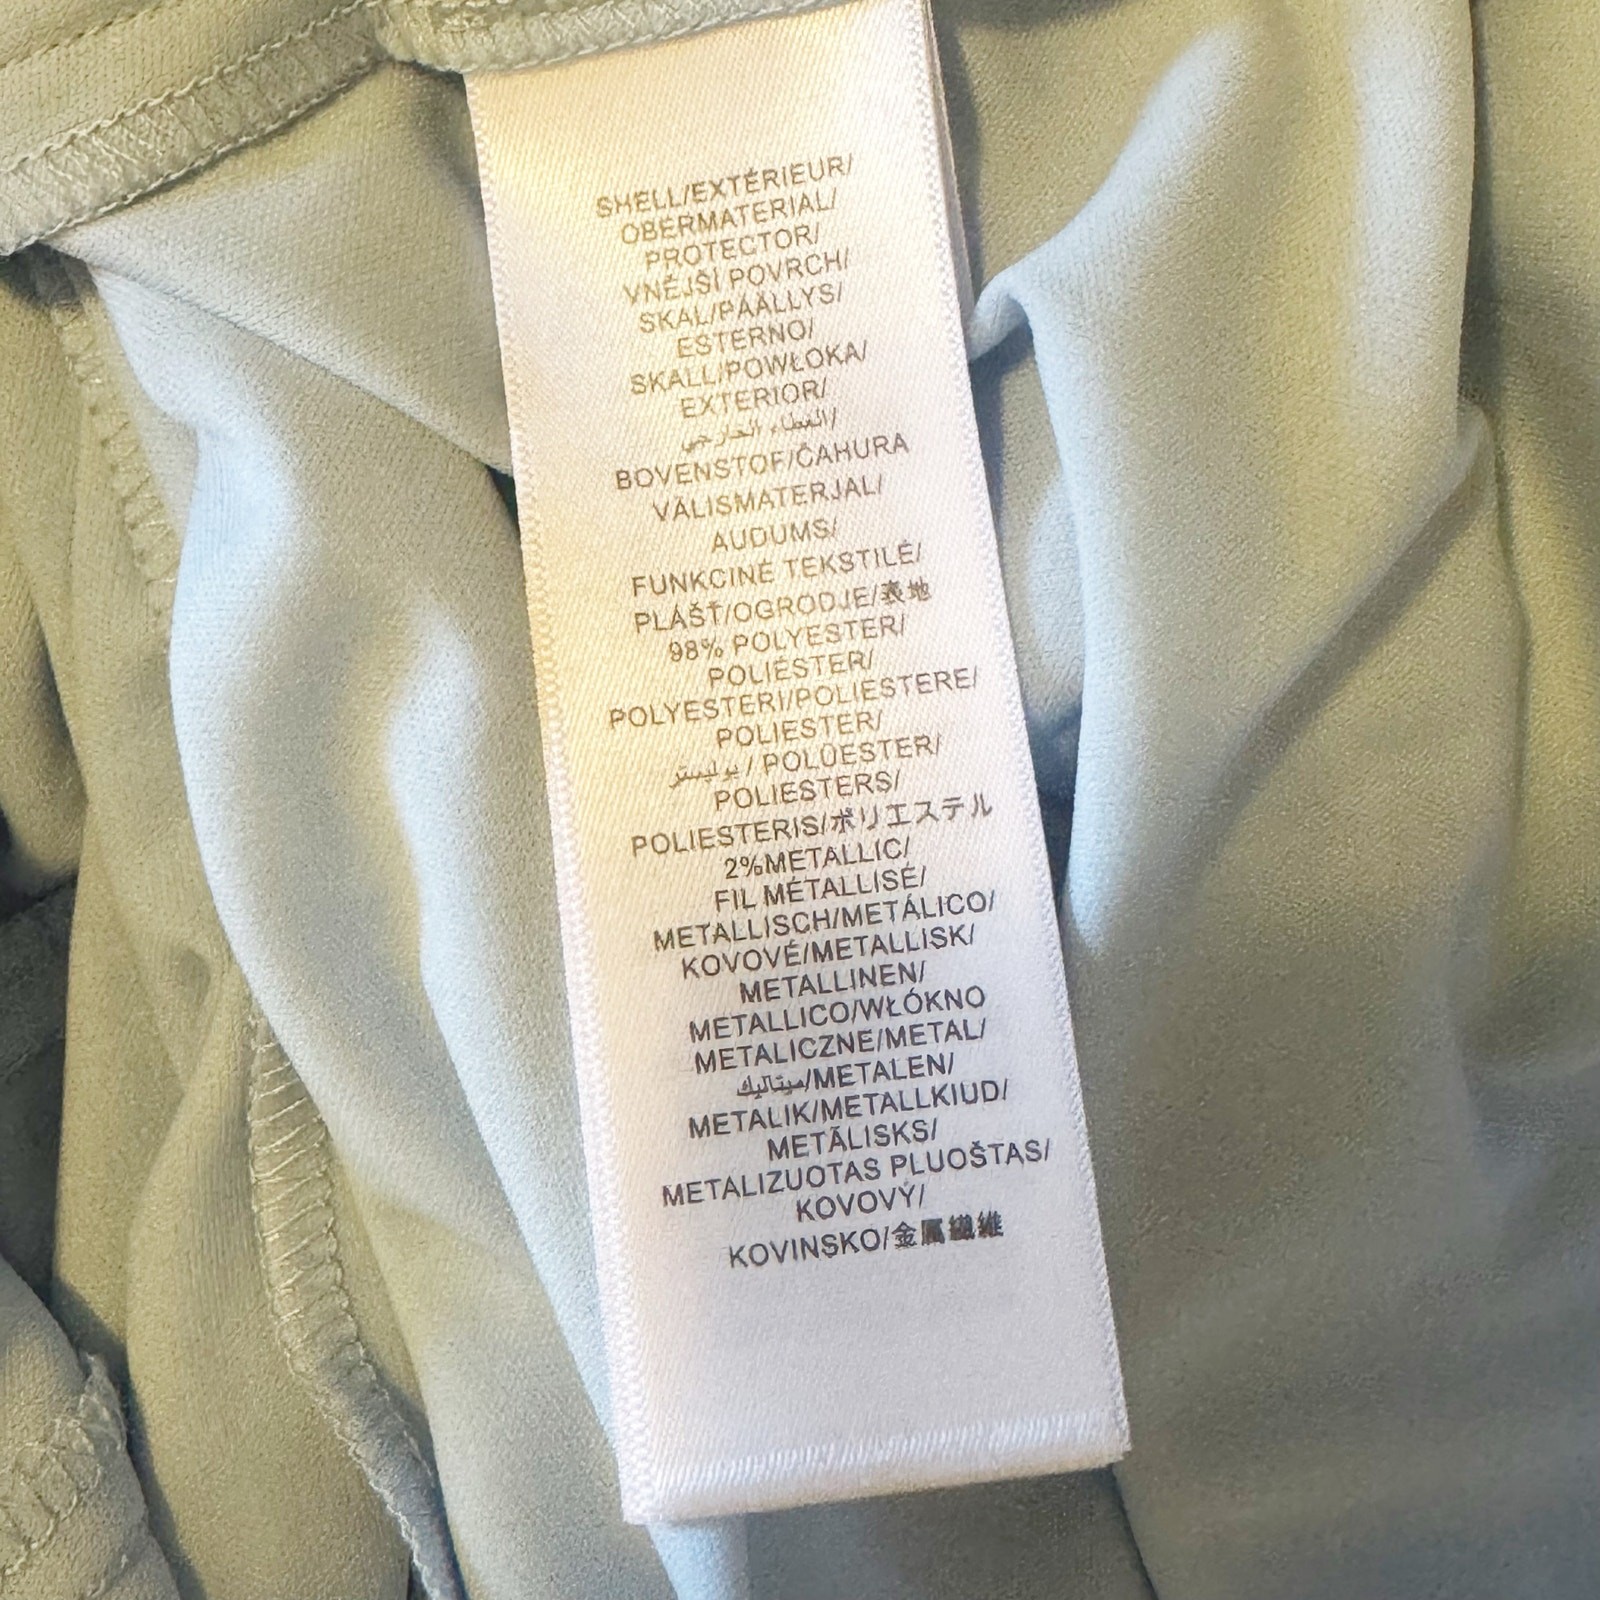 SHELL/EXTÉRIEUR/
OBERMATERIAL/
PROTECTOR/
VNĚJŠÍ POVRCH/
SKAL/PÄÄLLYS/
ESTERNO/
SKALL/POWŁOKA/
EXTERIOR/
الغطاء الخارجي/
BOVENSTOF/ČAHURA
VÄLISMATERJAL/
AUDUMS/
FUNKCINĖ TEKSTILĖ/
PLÁŠŤ/OGRODJE/表地
98% POLYESTER/
POLIÉSTER/
POLYESTERI/POLIESTERE/
POLIESTER/
بوليستر / POLÜESTER/
POLIESTERS/
POLIESTERIS/ポリエステル
2%METALLIC/
FIL MÉTALLISÉ/
METALLISCH/METÁLICO/
KOVOVÉ/METALLISK/
METALLINEN/
METALLICO/WŁÓKNO
METALICZNE/METAL/
ميتاليك/METALEN/
METALIK/METALLKIUD/
METĀLISKS/
METALIZUOTAS PLUOŠTAS/
KOVOVÝ/
KOVINSKO/金属繊維